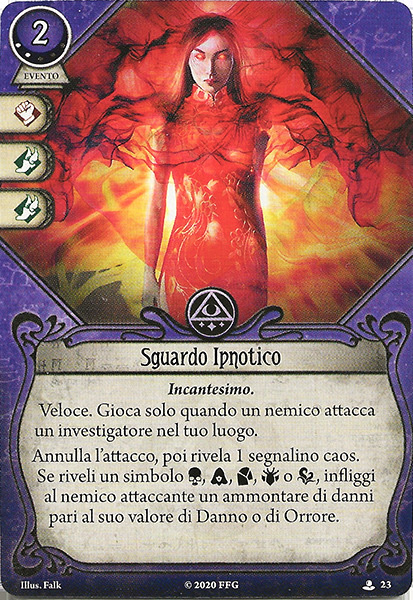 2
EVENTO
Sguardo Ipnotico
Incantesimo.
Veloce. Gioca solo quando un nemico attacca
un investigatore nel tuo luogo.
Annulla l'attacco, poi rivela 1 segnalino caos.
Se riveli un simbolo , , , o , infliggi
al nemico attaccante un ammontare di danni
pari al suo valore di Danno o di Orrore.
Illus. Falk © 2020 FFG 23